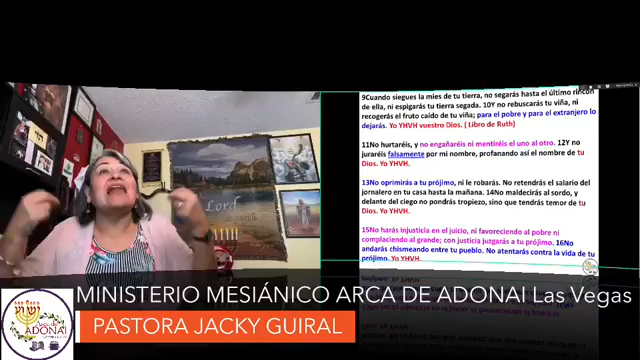 9Cuando siegues la mies de tu tierra, no segarás hasta el último rincón
de ella, ni espigarás tu tierra segada. 10Y no rebuscarás tu viña, ni
recogerás el fruto caído de tu viña; para el pobre y para el extranjero lo
dejarás. Yo YHVH vuestro Dios. ( Libro de Ruth)
11No hurtaréis, y no engañaréis ni mentiréis el uno al otro. 12Y no
juraréis falsamente por mi nombre, profanando así el nombre de tu
Dios. Yo YHVH.
13No oprimirás a tu prójimo, ni le robarás. No retendrás el salario del
jornalero en tu casa hasta la mañana. 14No maldecirás al sordo, y
delante del ciego no pondrás tropiezo, sino que tendrás temor de tu
Dios. Yo YHVH.
15No harás injusticia en el juicio, ni favoreciendo al pobre ni
complaciendo al grande; con justicia juzgarás a tu prójimo. 16No
andarás chismeando entre tu pueblo. No atentarás contra la vida de tu
prójimo. Yo YHVH.
Lord
MINISTERIO MESIÁNICO ARCA DE ADONAI Las Vegas
PASTORA JACKY GUIRAL
Arca de
ADONAI